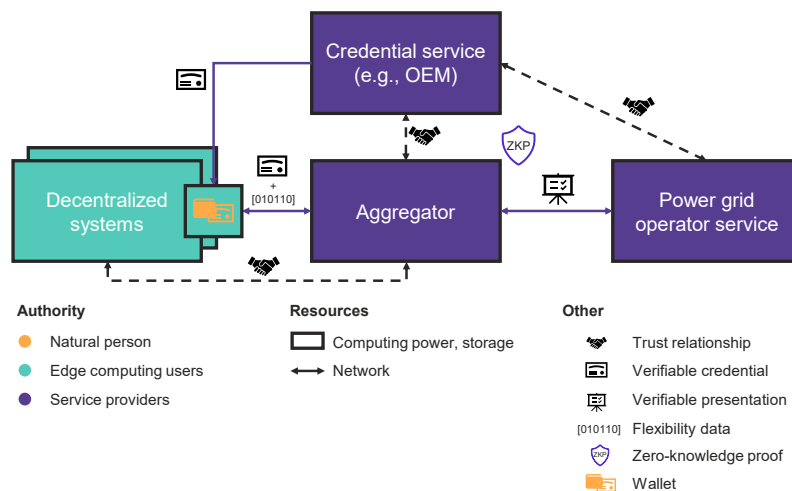 Credential service
(e.g., OEM)
ZKP
+
[010110]
Decentralized
systems
Aggregator
Power grid
operator service
Authority
Natural person
Edge computing users
Service providers
Resources
Computing power, storage
Network
Other
Trust relationship
Verifiable credential
Verifiable presentation
[010110] Flexibility data
ZKP Zero-knowledge proof
Wallet